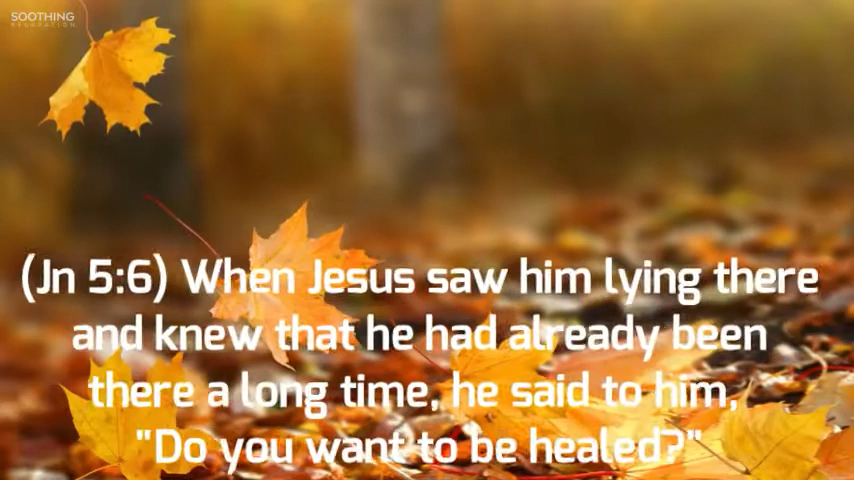 SOOTHING
RELAXATION
(Jn 5:6) When Jesus saw him lying there
and knew that he had already been
there a long time, he said to him,
"Do you want to be healed?"